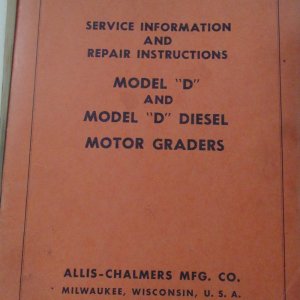 SERVICE INFORMATION
AND
REPAIR INSTRUCTIONS
MODEL "D"
AND
MODEL "D" DIESEL
MOTOR GRADERS
ALLIS-CHALMERS MFG. CO.
MILWAUKEE, WISCONSIN, U. S. A.